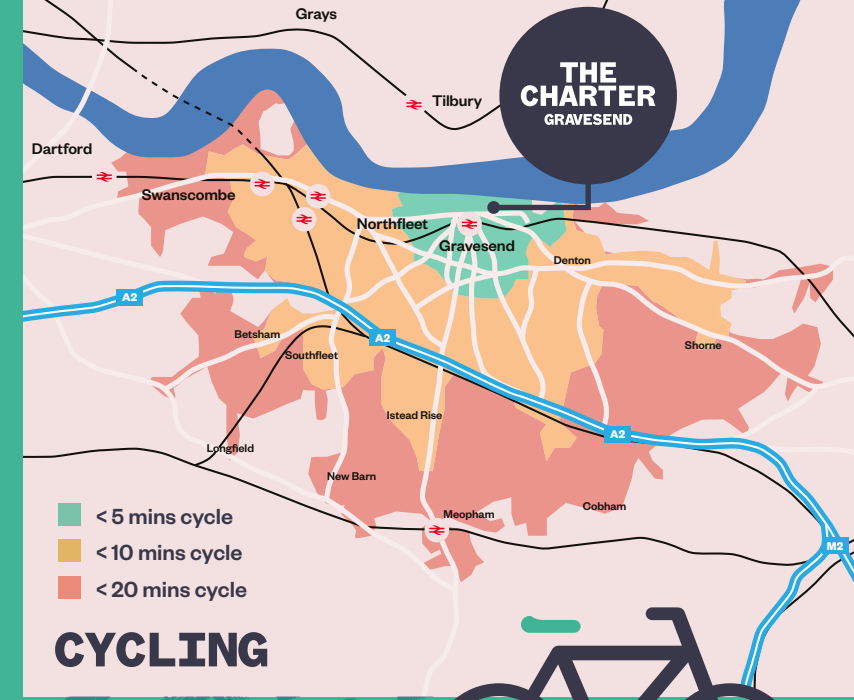 Grays
THE
CHARTER
GRAVESEND
Tilbury
Dartford
Swanscombe
Northfleet
Gravesend
Denton
A2
Betsham
A2
Southfleet
Shorne
Istead Rise
A2
Longfield
New Barn
Cobham
Meopham
M2
< 5 mins cycle
< 10 mins cycle
< 20 mins cycle
CYCLING